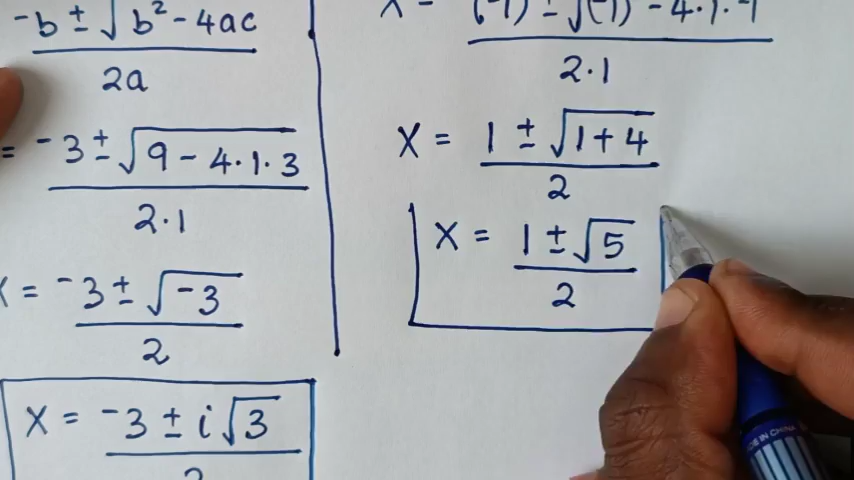 -b ± √b² - 4ac
2a
= -3 ± √9 - 4·1·3
2·1
X = -3 ± √-3
2
X = -3 ± i√3
2·1
X = 1 ± √1+4
2
X = 1 ± √5
2
MADE IN CHINA